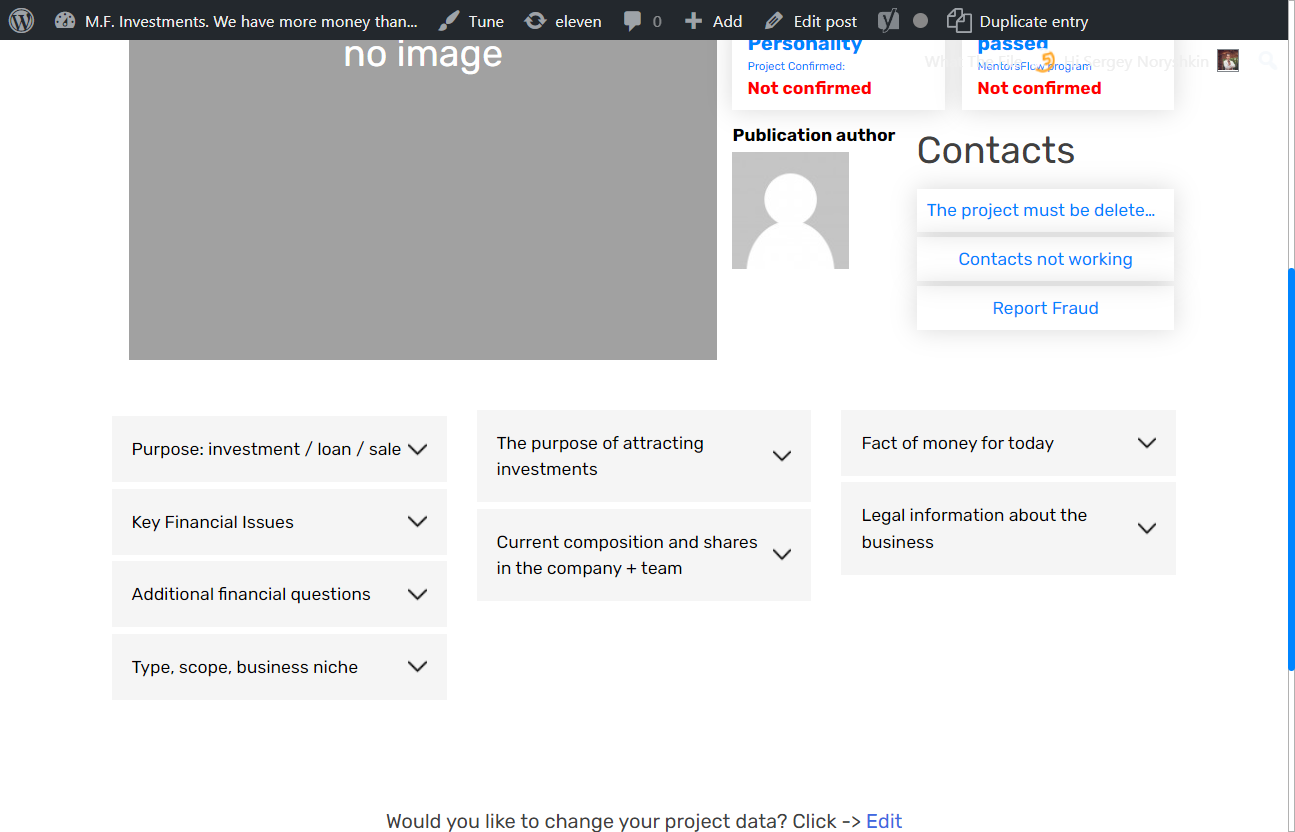 M.F. Investments. We have more money than...
Tune
eleven
0
Add
Edit post
Duplicate entry
Hi Sergey Noryshkin
no image
Personality
Project Confirmed:
Not confirmed
passed
MentorsFlow program
Not confirmed
Publication author
Contacts
The project must be delete...
Contacts not working
Report Fraud
Purpose: investment / loan / sale
Key Financial Issues
Additional financial questions
Type, scope, business niche
The purpose of attracting
investments
Current composition and shares
in the company + team
Fact of money for today
Legal information about the
business
Would you like to change your project data? Click -> Edit